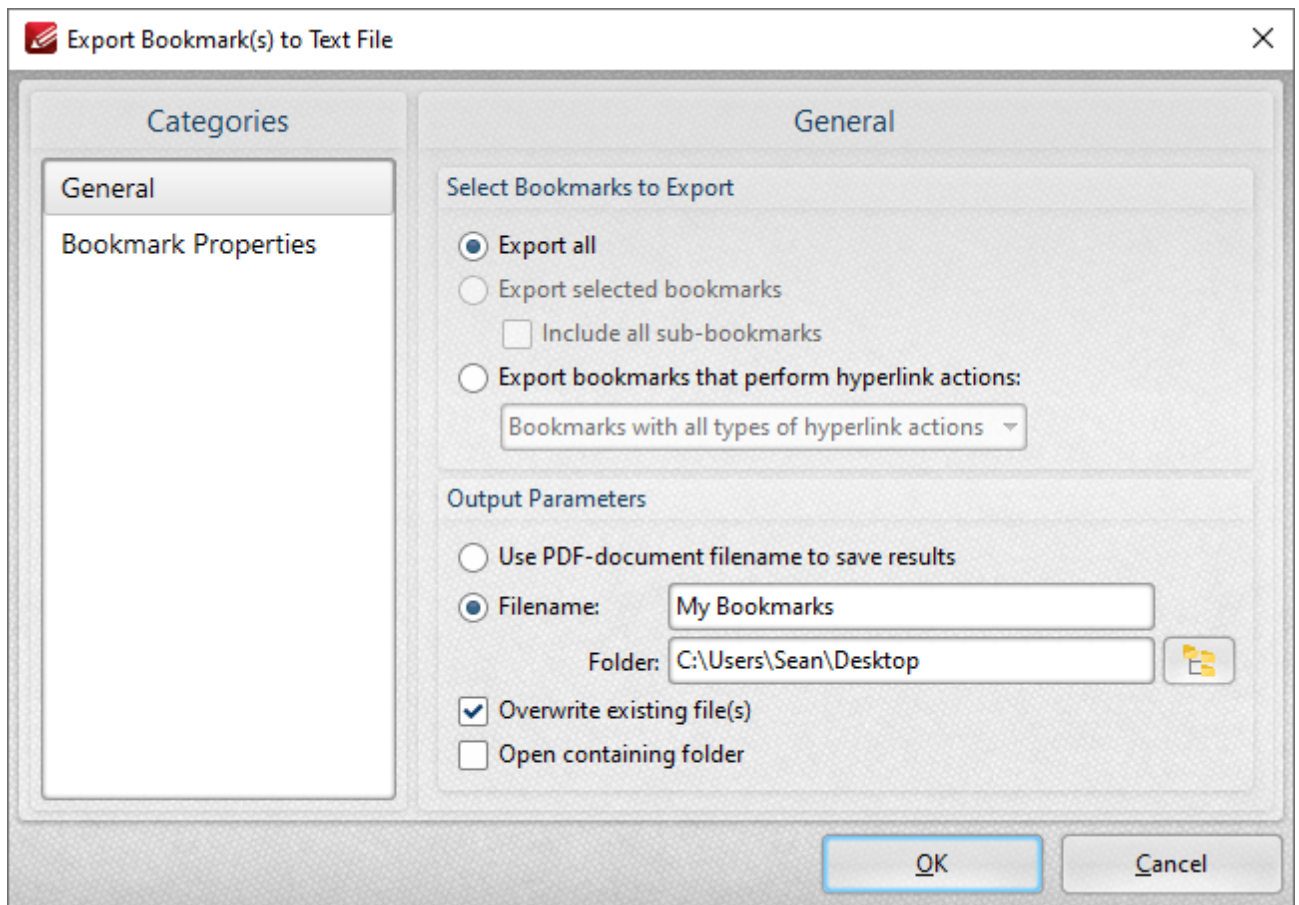 Export Bookmark(s) to Text File
Categories
General
Bookmark Properties
General
Select Bookmarks to Export
Export all
Export selected bookmarks
Include all sub-bookmarks
Export bookmarks that perform hyperlink actions:
Bookmarks with all types of hyperlink actions
Output Parameters
Use PDF-document filename to save results
Filename: My Bookmarks
Folder: C:\Users\Sean\Desktop
Overwrite existing file(s)
Open containing folder
OK Cancel